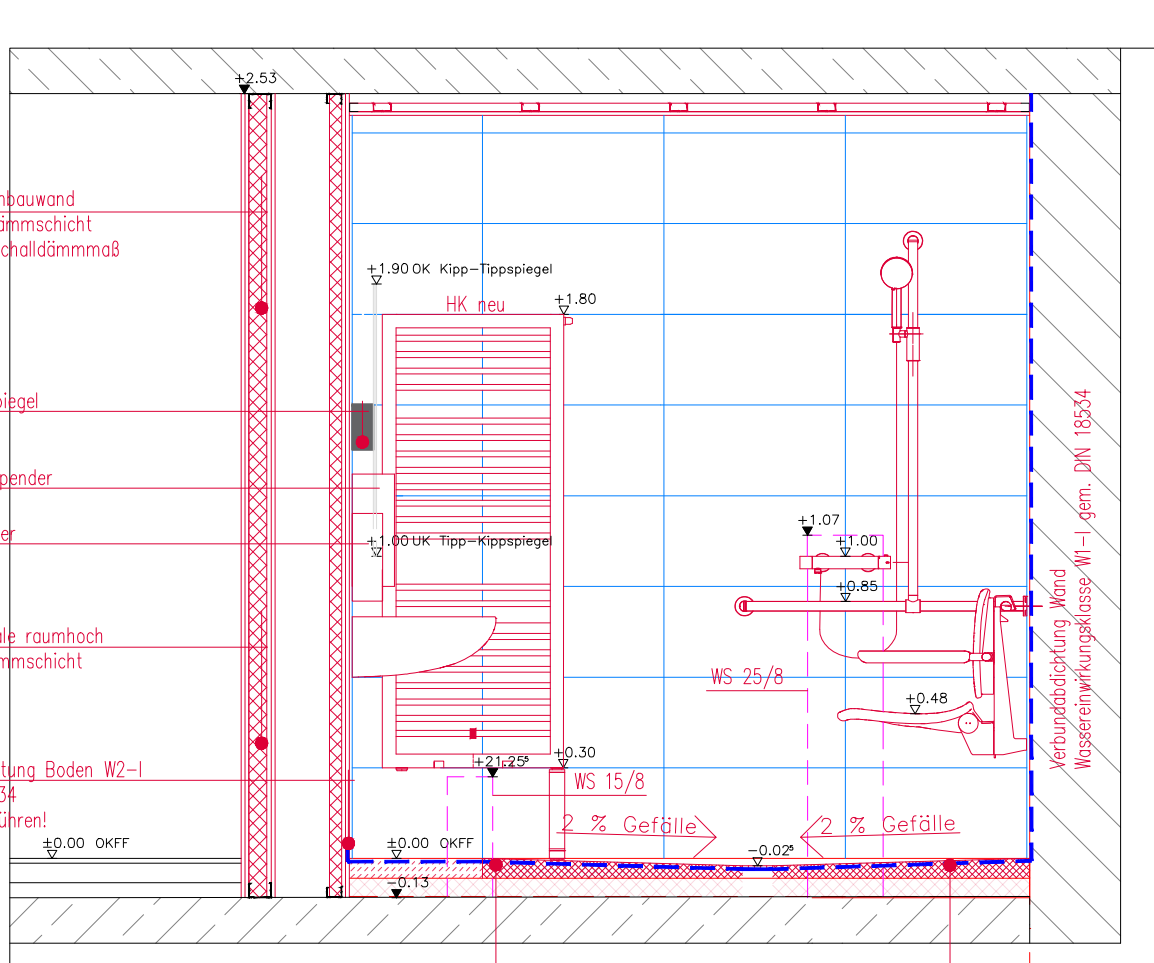 +2.53
nbauwand
ämmschicht
challdämmmaß
+1.90 OK Kipp–Tippspiegel
HK neu
+1.80
piegel
pender
+1.07
er
+1.00 UK Tipp–Kippspiegel
+1.00
+0.85
ale raumhoch
mmschicht
WS 25/8
+0.48
Verbundabdichtung Wand
Wassereinwirkungsklasse W1–I gem. DIN 18534
+0.30
+21.25⁵
tung Boden W2–I
34
ühren!
WS 15/8
2 % Gefälle
2 % Gefälle
±0.00 OKFF
±0.00 OKFF
–0.02⁵
–0.13